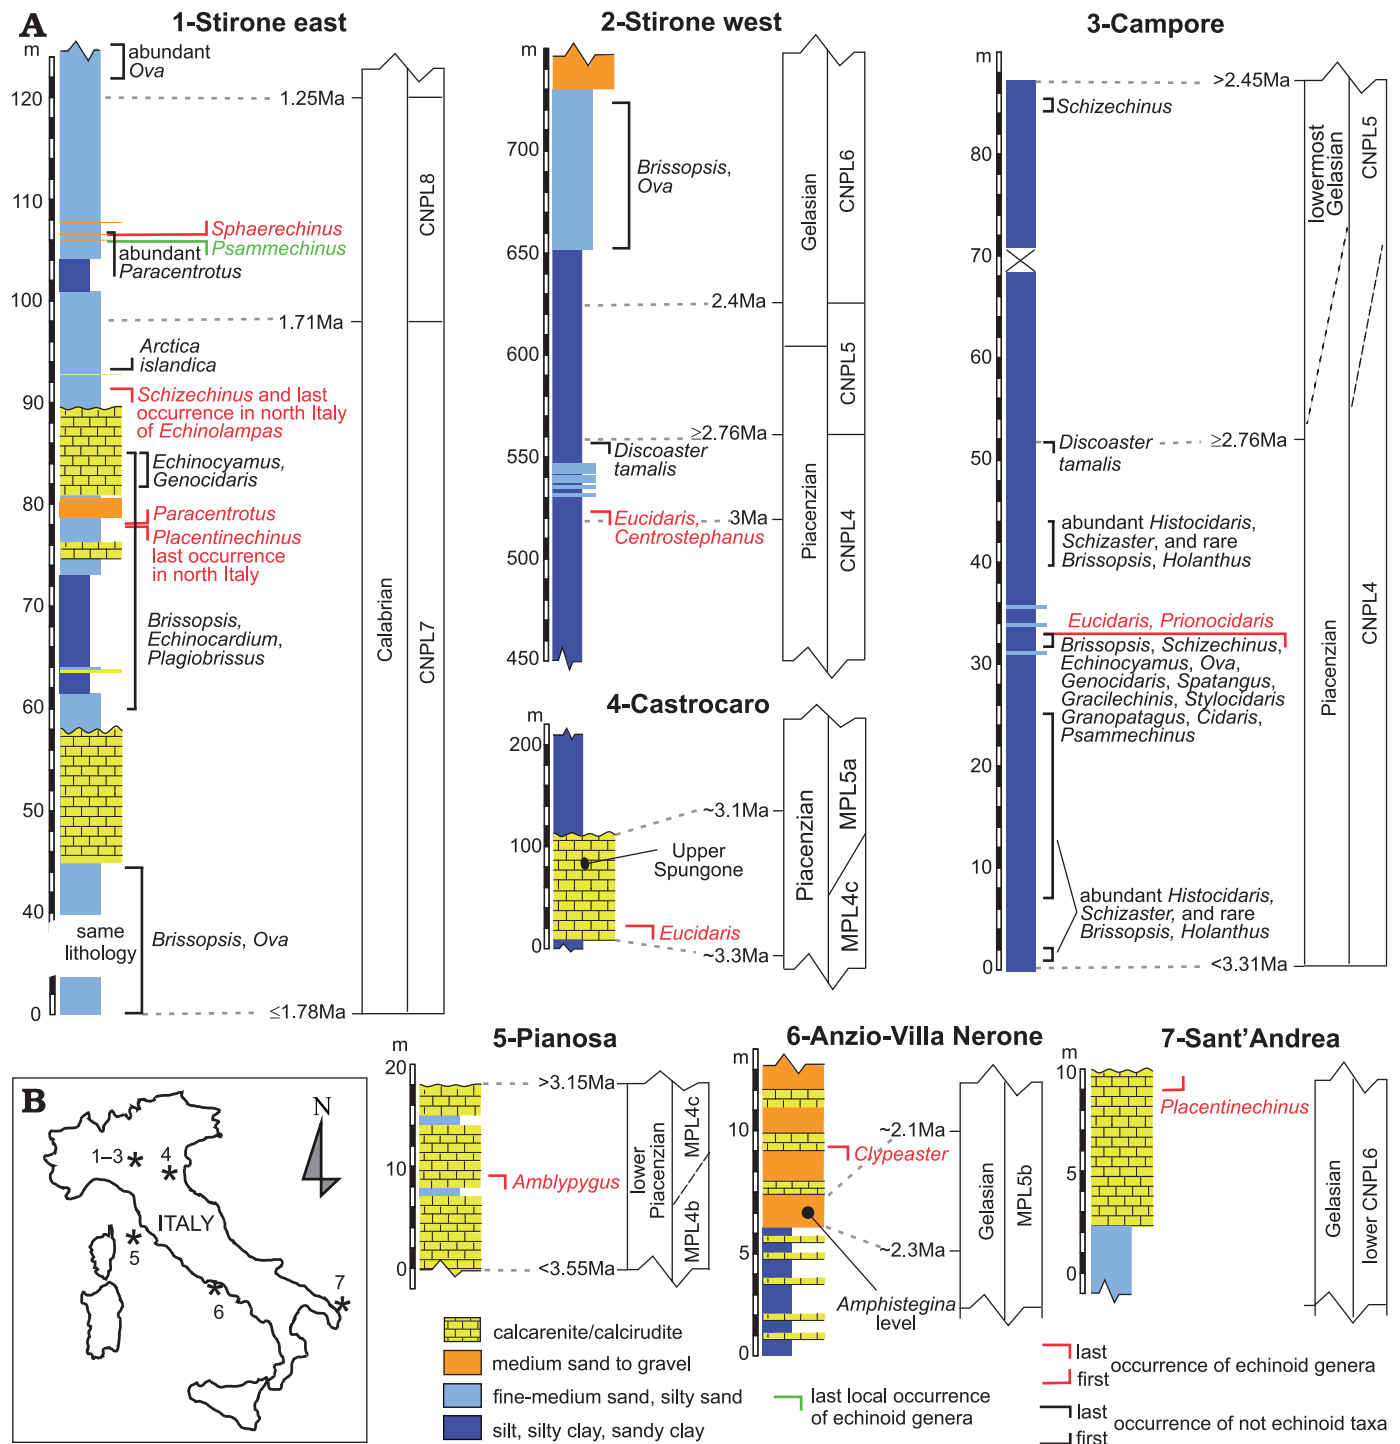 A
1-Stirone east
m
abundant
Ova
120
1.25Ma
110
Sphaerechinus
Psammechinus
abundant
Paracentrotus
CNPL8
100
1.71Ma
Arctica
islandica
90
Schizechinus and last
occurrence in north Italy
of Echinolampas
Echinocyamus,
Genocidaris
80
Paracentrotus
Placentinechinus
last occurrence
in north Italy
70
Brissopsis,
Echinocardium,
Plagiobrissus
Calabrian
CNPL7
60
50
40
same
lithology
Brissopsis, Ova
0
≤1.78Ma
2-Stirone west
m
700
Brissopsis,
Ova
Gelasian
CNPL6
650
2.4Ma
600
CNPL5
≥2.76Ma
550
Discoaster
tamalis
Eucidaris,
Centrostephanus
3Ma
500
Piacenzian
CNPL4
450
3-Campore
m
>2.45Ma
Schizechinus
80
lowermost
Gelasian
CNPL5
70
60
50
Discoaster
tamalis
≥2.76Ma
abundant Histocidaris,
Schizaster, and rare
Brissopsis, Holanthus
40
Eucidaris, Prionocidaris
30
Brissopsis, Schizechinus,
Echinocyamus, Ova,
Genocidaris, Spatangus,
Gracilechinis, Stylocidaris
Granopatagus, Cidaris,
Psammechinus
Piacenzian
CNPL4
20
10
abundant Histocidaris,
Schizaster, and rare
Brissopsis, Holanthus
0
<3.31Ma
4-Castrocaro
m
200
~3.1Ma
100
Upper
Spungone
Eucidaris
0
~3.3Ma
Piacenzian
MPL5a
MPL4c
5-Pianosa
m
20
>3.15Ma
10
Amblypygus
0
<3.55Ma
lower
Piacenzian
MPL4c
MPL4b
6-Anzio-Villa Nerone
m
10
~2.1Ma
Clypeaster
5
~2.3Ma
Amphistegina
level
0
Gelasian
MPL5b
7-Sant'Andrea
m
10
Placentinechinus
5
0
Gelasian
lower CNPL6
B
N
1–3
4
ITALY
5
6
7
calcarenite/calcirudite
medium sand to gravel
fine-medium sand, silty sand
silt, silty clay, sandy clay
last local occurrence
of echinoid genera
last
first
occurrence of echinoid genera
last
first
occurrence of not echinoid taxa